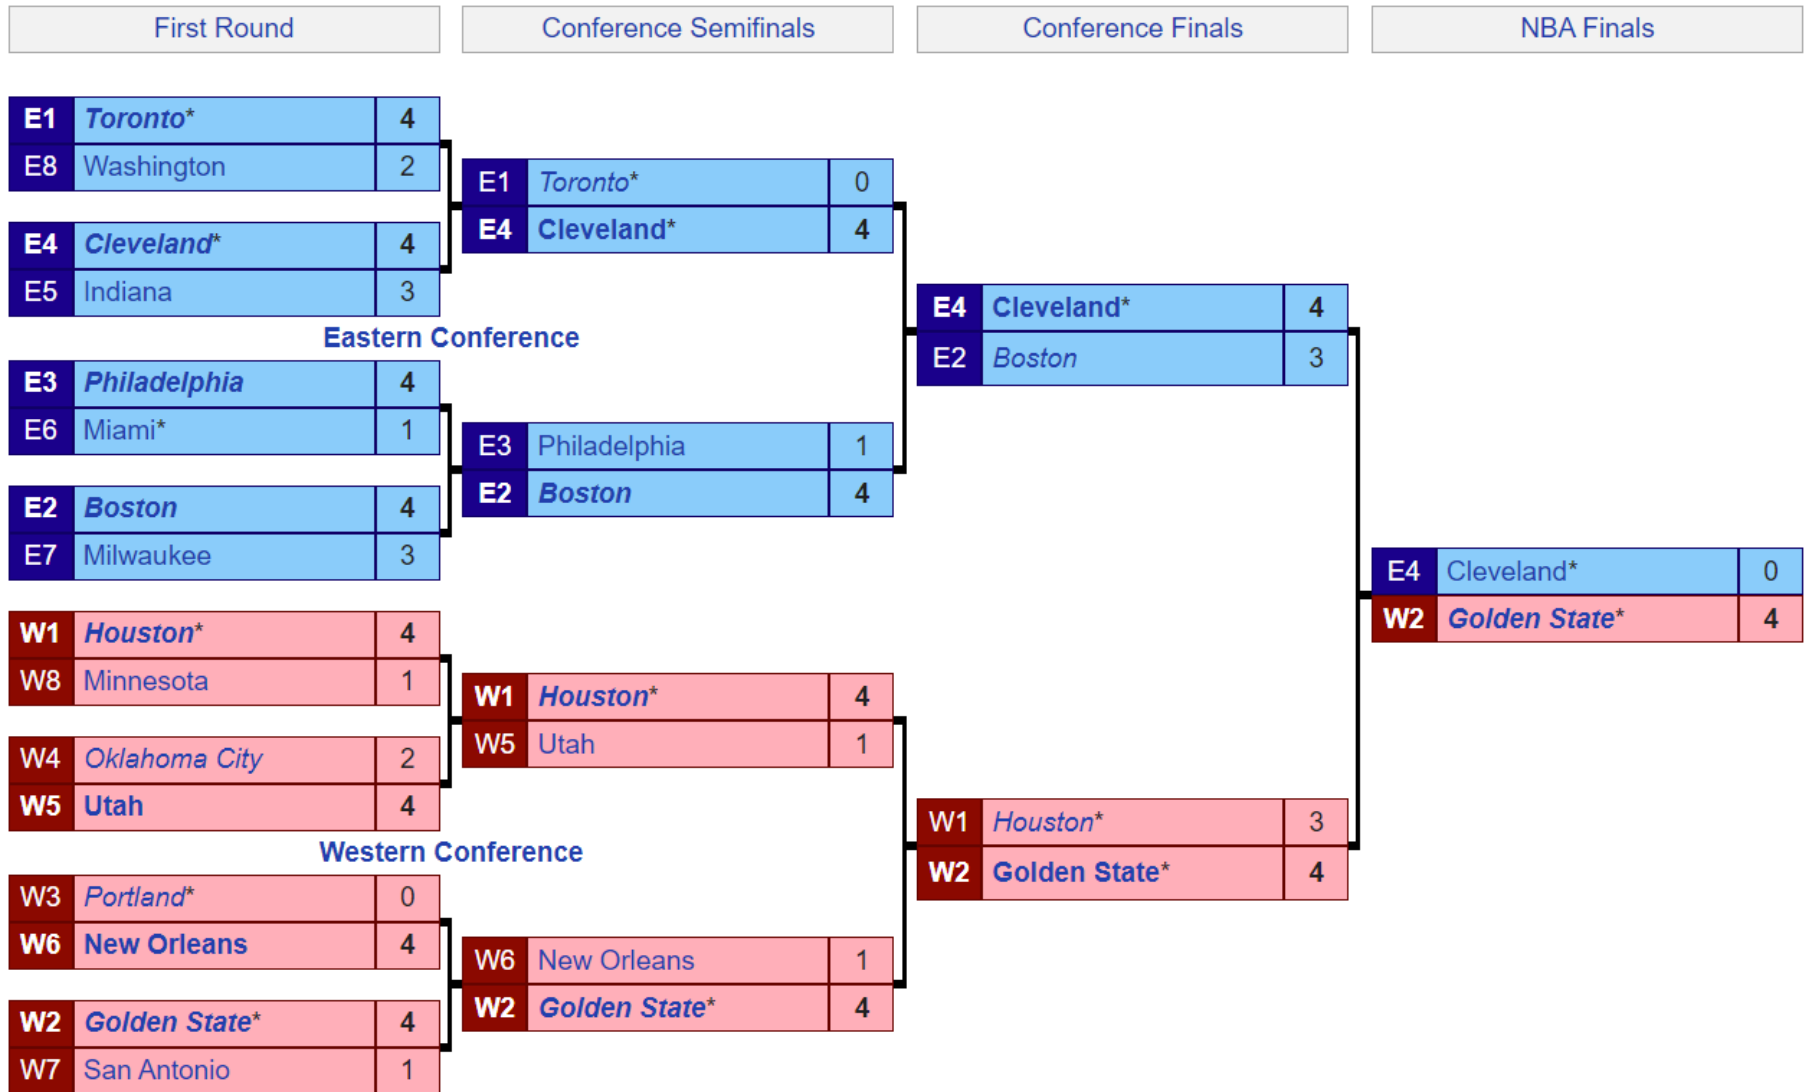 First Round Conference Semifinals Conference Finals NBA Finals
E1 Toronto* 4
E8 Washington 2
E4 Cleveland* 4
E5 Indiana 3
Eastern Conference
E3 Philadelphia 4
E6 Miami* 1
E2 Boston 4
E7 Milwaukee 3
W1 Houston* 4
W8 Minnesota 1
W4 Oklahoma City 2
W5 Utah 4
Western Conference
W3 Portland* 0
W6 New Orleans 4
W2 Golden State* 4
W7 San Antonio 1
E1 Toronto* 0
E4 Cleveland* 4
E3 Philadelphia 1
E2 Boston 4
W1 Houston* 4
W5 Utah 1
W6 New Orleans 1
W2 Golden State* 4
E4 Cleveland* 4
E2 Boston 3
W1 Houston* 3
W2 Golden State* 4
E4 Cleveland* 0
W2 Golden State* 4